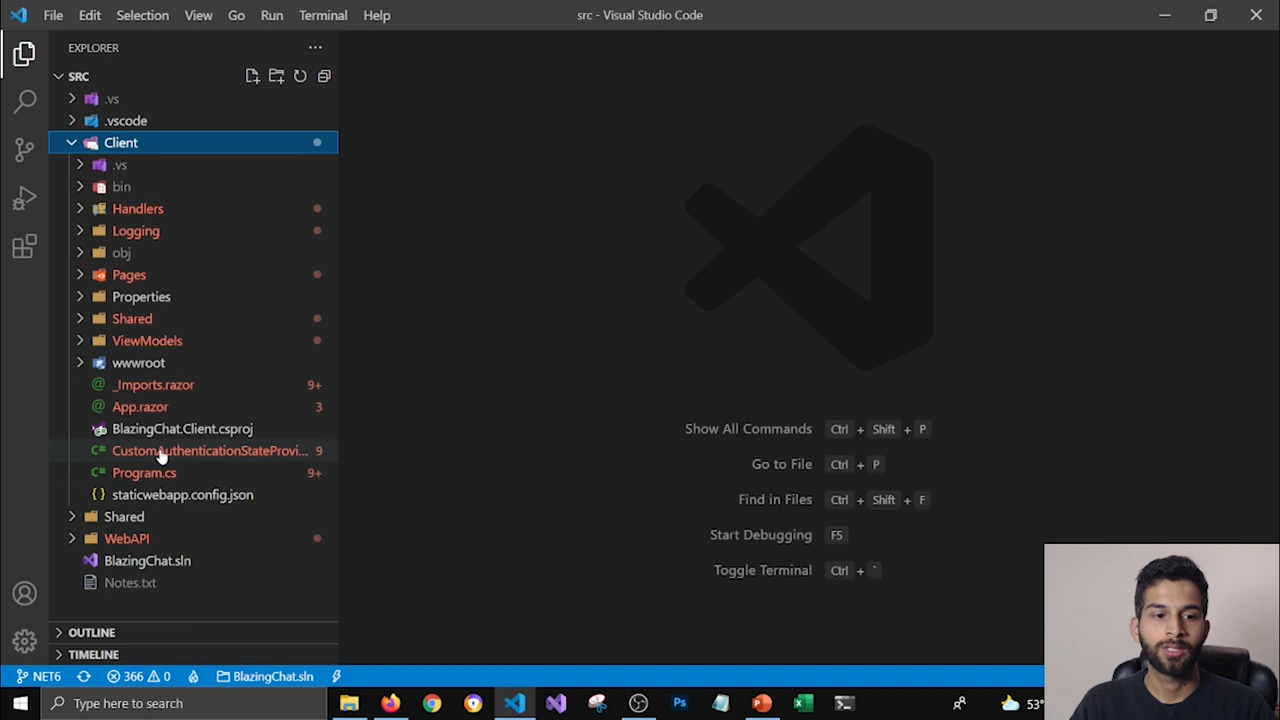 File Edit Selection View Go Run Terminal Help
src - Visual Studio Code
EXPLORER
SRC
.vs
.vscode
Client
.vs
bin
Handlers
Logging
obj
Pages
Properties
Shared
ViewModels
wwwroot
_Imports.razor 9+
App.razor 3
BlazingChat.Client.csproj
CustomAuthenticationStateProvi... 9
Program.cs 9+
staticwebapp.config.json
Shared
WebAPI
BlazingChat.sln
Notes.txt
OUTLINE
TIMELINE
Show All Commands Ctrl + Shift + P
Go to File Ctrl + P
Find in Files Ctrl + Shift + F
Start Debugging F5
Toggle Terminal Ctrl + `
NET6 366 0 BlazingChat.sln
Type here to search
53°